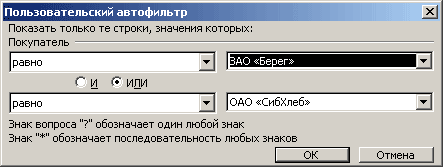 Пользовательский автофильтр
Показать только те строки, значения которых:
Покупатель
равно ЗАО «Берег»
И ИЛИ
равно ОАО «СибХлеб»
Знак вопроса "?" обозначает один любой знак
Знак "*" обозначает последовательность любых знаков
ОК Отмена